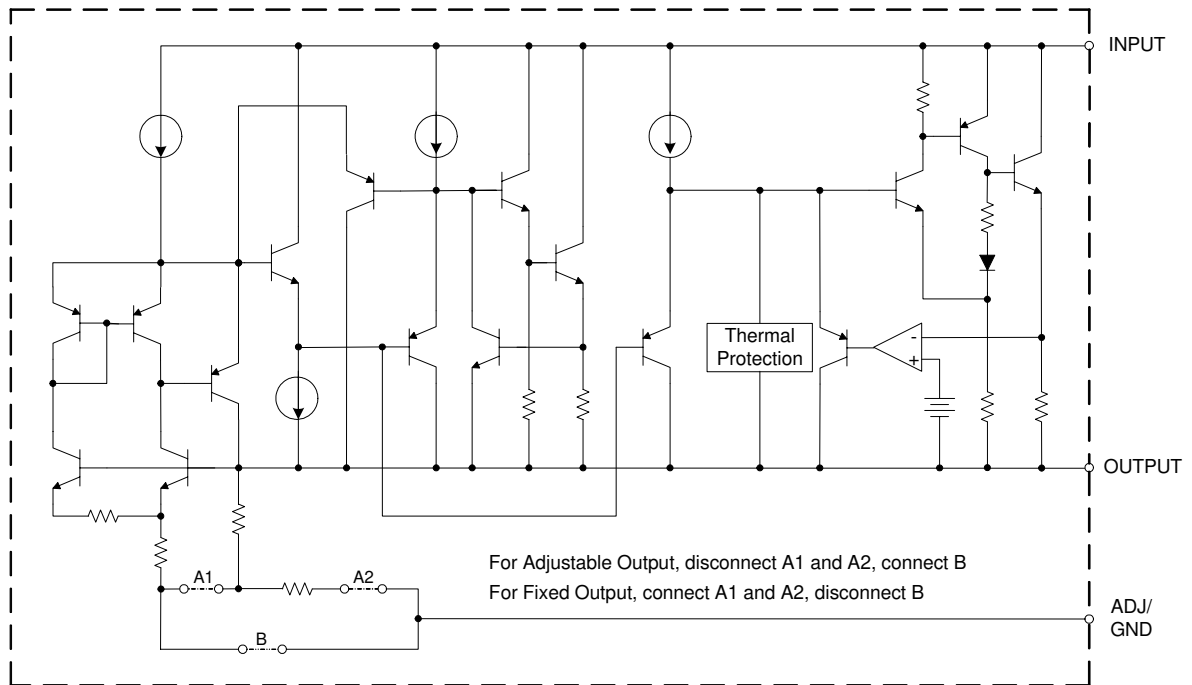 INPUT
Thermal
Protection
-
+
OUTPUT
For Adjustable Output, disconnect A1 and A2, connect B
For Fixed Output, connect A1 and A2, disconnect B
A1
A2
B
ADJ/
GND